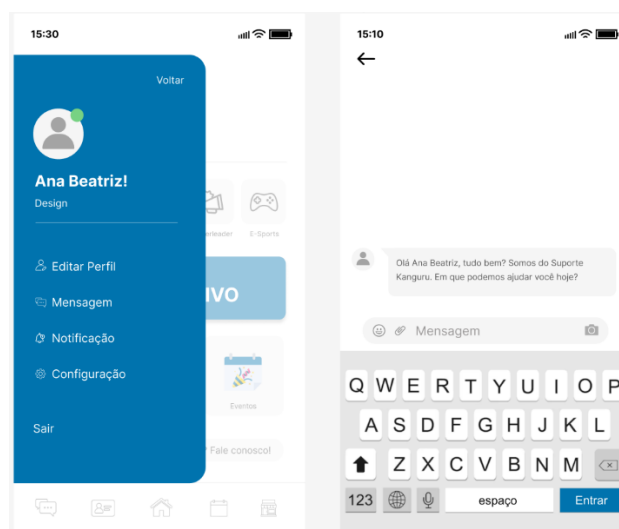 15:30
Voltar
Ana Beatriz!
Design
Editar Perfil
Mensagem
Notificação
Configuração
Sair
E-Sports
IVO
Eventos
Fale conosco!
15:10
Olá Ana Beatriz, tudo bem? Somos do Suporte
Kanguru. Em que podemos ajudar você hoje?
Mensagem
Q W E R T Y U I O P
A S D F G H J K L
Z X C V B N M
123 espaço Entrar